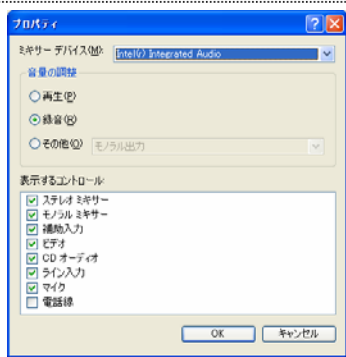 プロパティ
ミキサー デバイス(M): Intel(r) Integrated Audio
音量の調整
再生(P)
録音(R)
その他(O) モノラル出力
表示するコントロール:
ステレオ ミキサー
モノラル ミキサー
補助入力
ビデオ
CD オーディオ
ライン入力
マイク
電話線
OK キャンセル